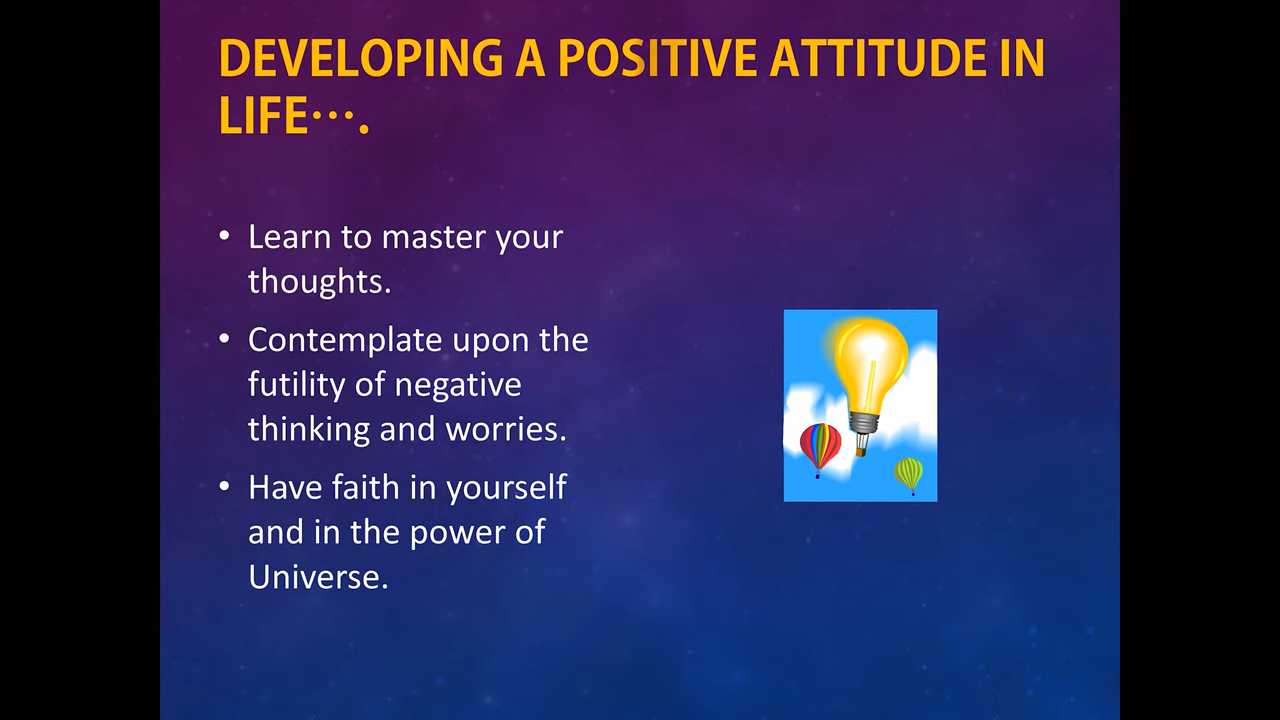 DEVELOPING A POSITIVE ATTITUDE IN
LIFE⋯.
• Learn to master your
thoughts.
• Contemplate upon the
futility of negative
thinking and worries.
• Have faith in yourself
and in the power of
Universe.